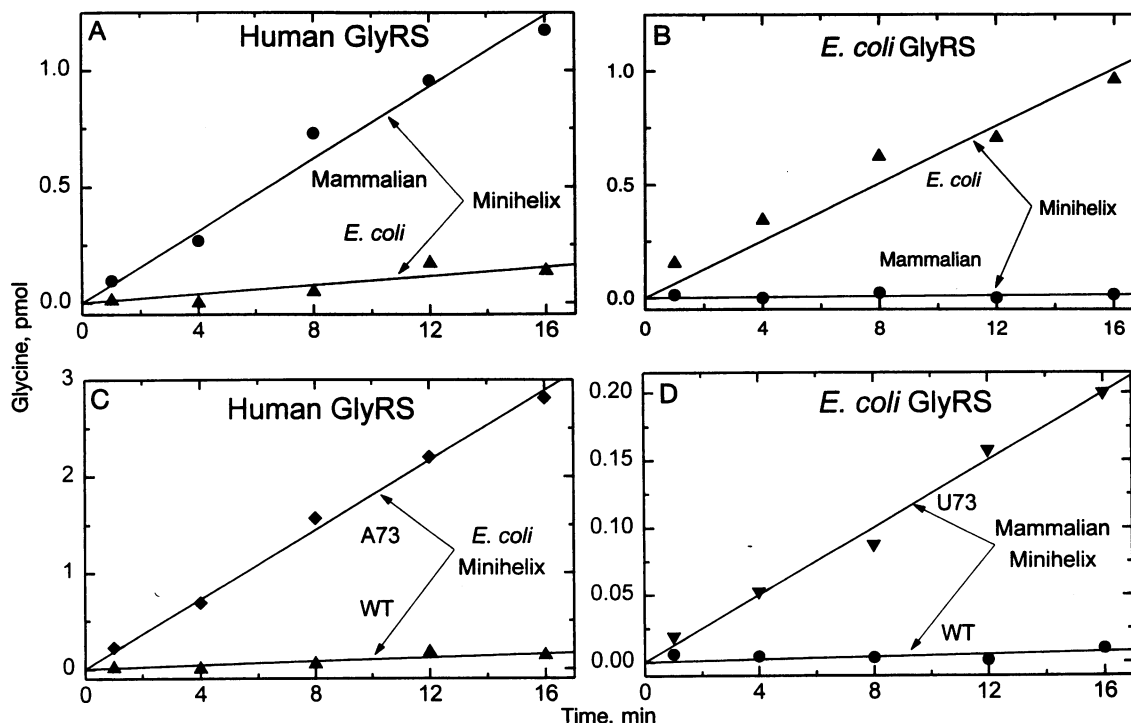 A
Human GlyRS
1.0
0.5
0.0
Mammalian
E. coli
Minihelix
0 4 8 12 16
B
E. coli GlyRS
1.0
0.5
0.0
E. coli
Minihelix
Mammalian
0 4 8 12 16
Glycine, pmol
C
Human GlyRS
3
2
1
0
A73
E. coli
Minihelix
WT
0 4 8 12 16
D
E. coli GlyRS
0.20
0.15
0.10
0.05
0.00
U73
Mammalian
Minihelix
WT
0 4 8 12 16
Time, min